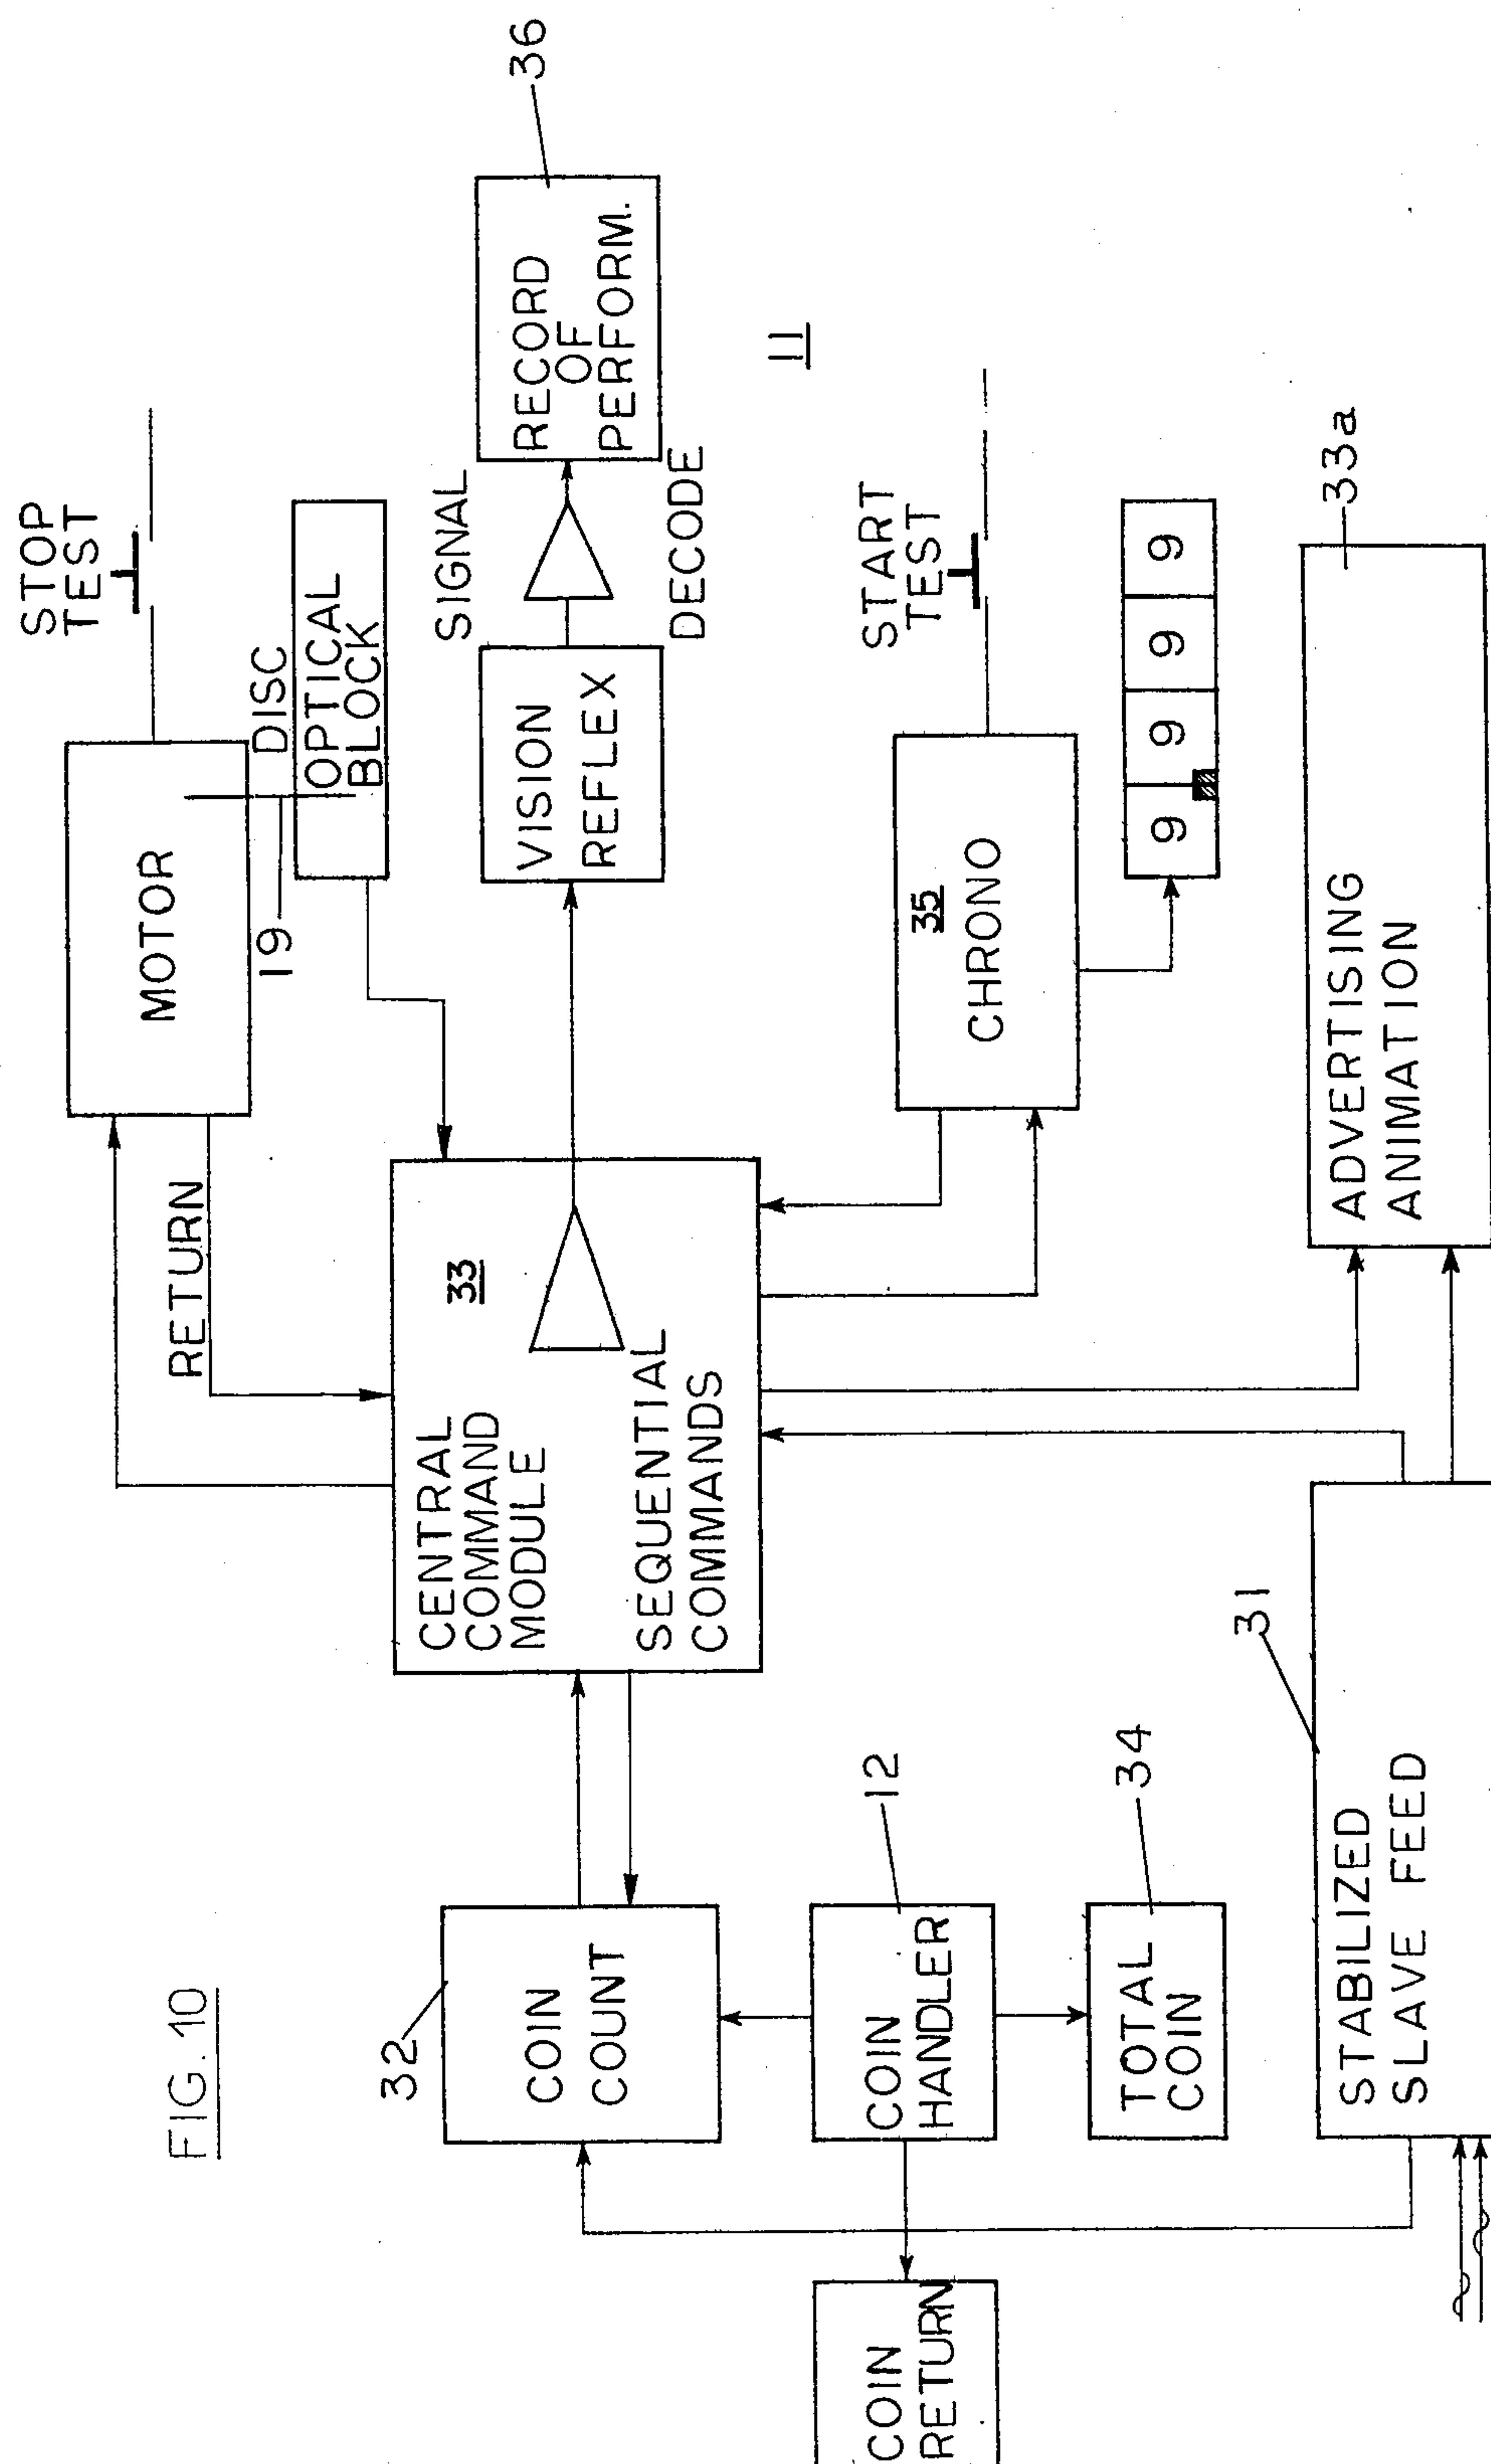 FIG. 10
STOP
TEST
MOTOR
RETURN
19
DISC
OPTICAL
BLOCK
36
SIGNAL
DECODE
VISION
REFLEX
RECORD
OF
PERFORM.
11
33
CENTRAL
COMMAND
MODULE
SEQUENTIAL
COMMANDS
32
COIN
COUNT
START
TEST
35
CHRONO
9 9 9 9
12
COIN
HANDLER
COIN
RETURN
34
TOTAL
COIN
33a
ADVERTISING
ANIMATION
31
STABILIZED
SLAVE FEED